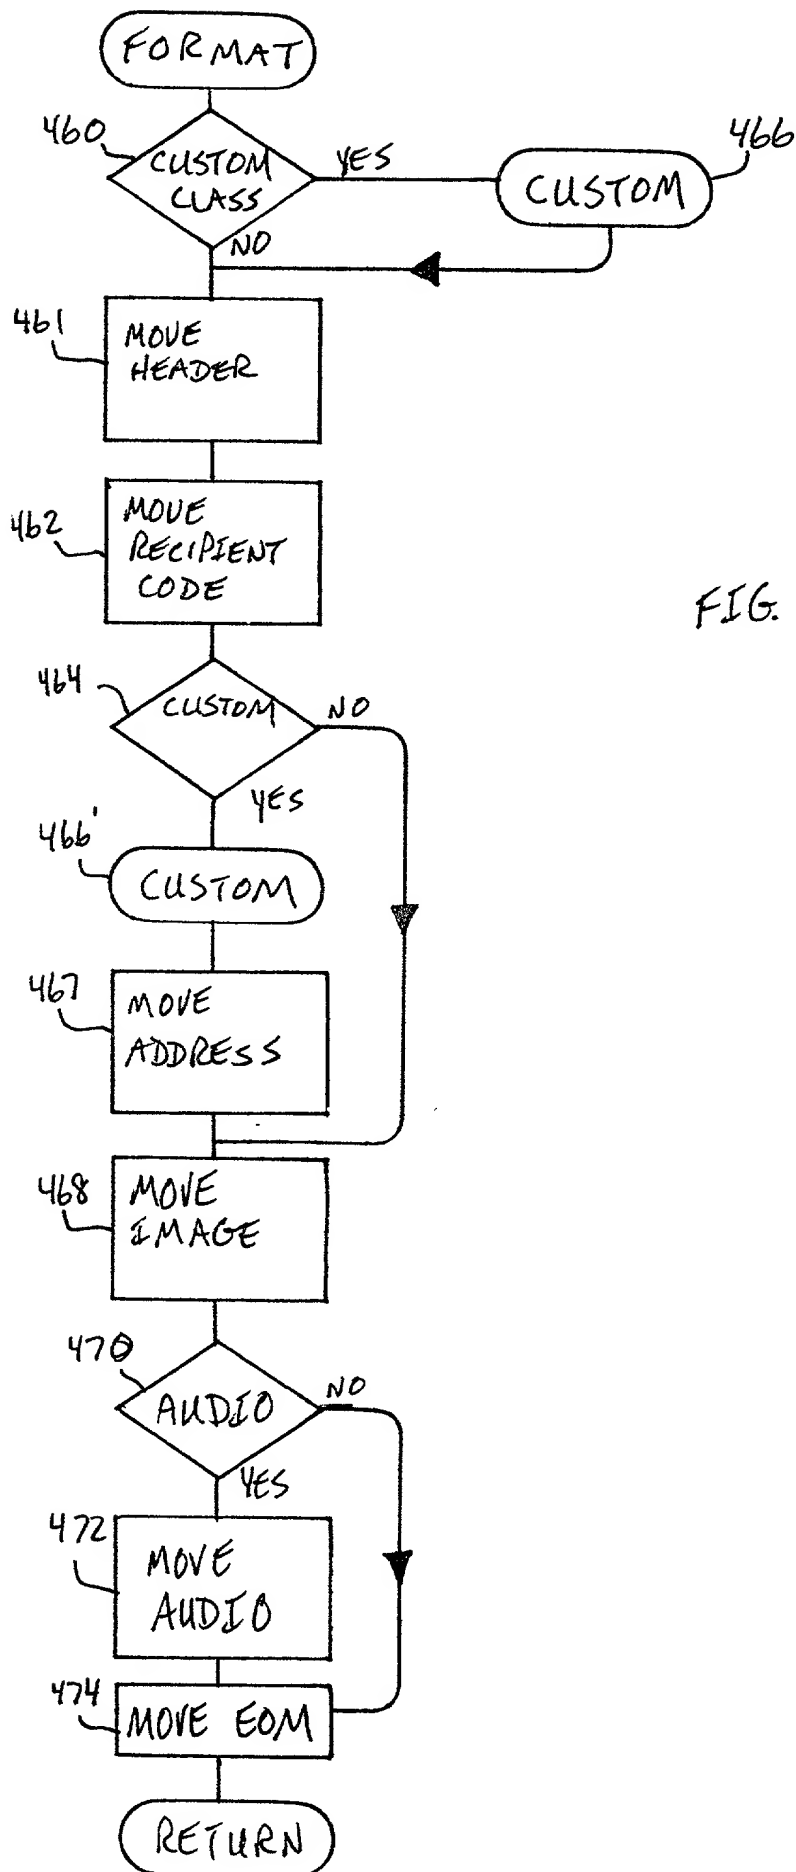 FORMAT
460
CUSTOM
CLASS
YES
466
CUSTOM
NO
461
MOVE
HEADER
462
MOVE
RECIPIENT
CODE
FIG.
464
CUSTOM
NO
YES
466'
CUSTOM
467
MOVE
ADDRESS
468
MOVE
IMAGE
470
AUDIO
NO
YES
472
MOVE
AUDIO
474
MOVE EOM
RETURN